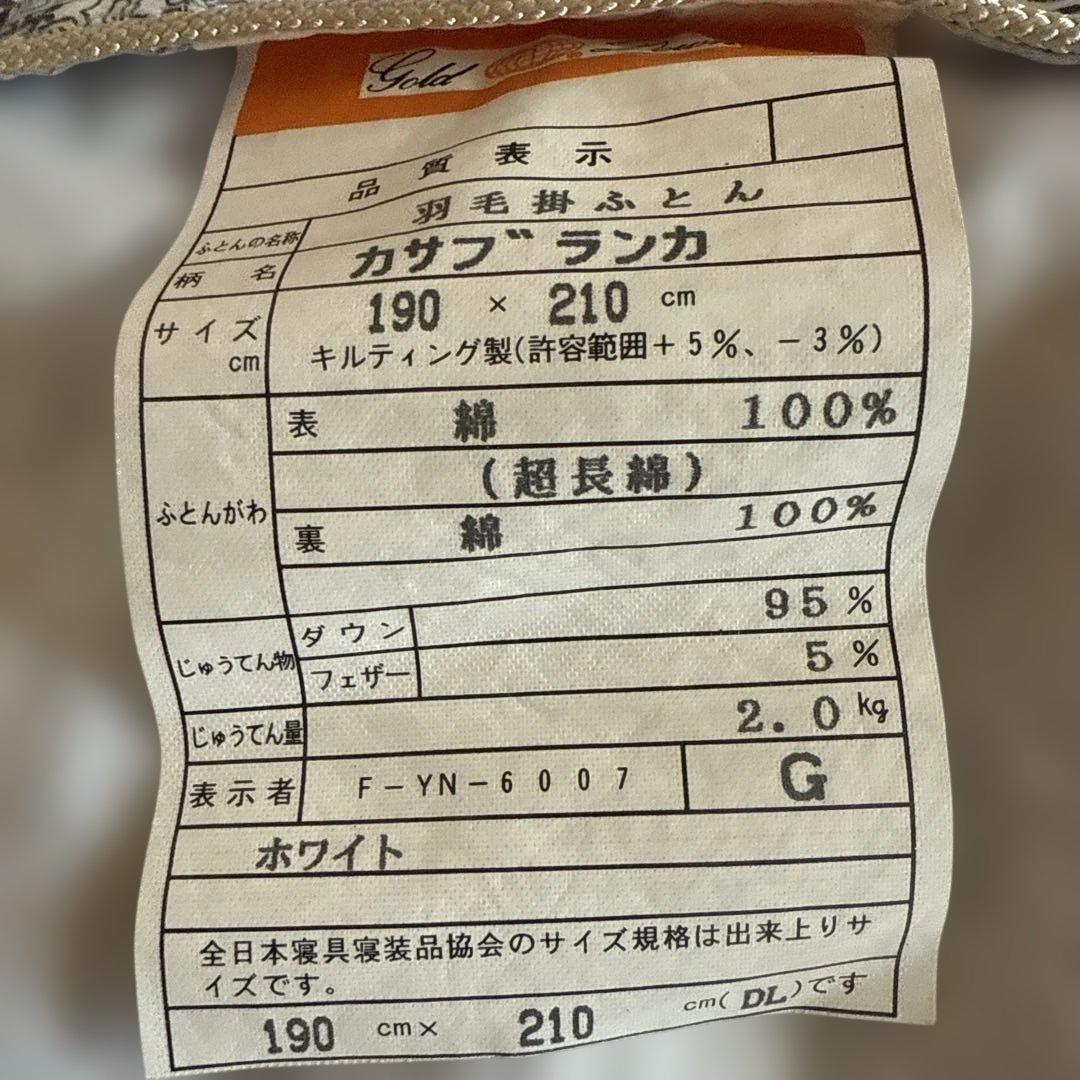 Gold
品質表示
ふとんの名称 羽毛掛ふとん
柄名 カサブランカ
サイズ cm 190 × 210 cm
キルティング製(許容範囲+5%、-3%)
ふとんがわ 表 綿 100%
(超長綿)
裏 綿 100%
じゅうてん物 ダウン 95%
フェザー 5%
じゅうてん量 2.0kg
表示者 F-YN-6007 G
ホワイト
全日本寝具寝装品協会のサイズ規格は出来上りサ
イズです。
190 cm× 210 cm(DL)です